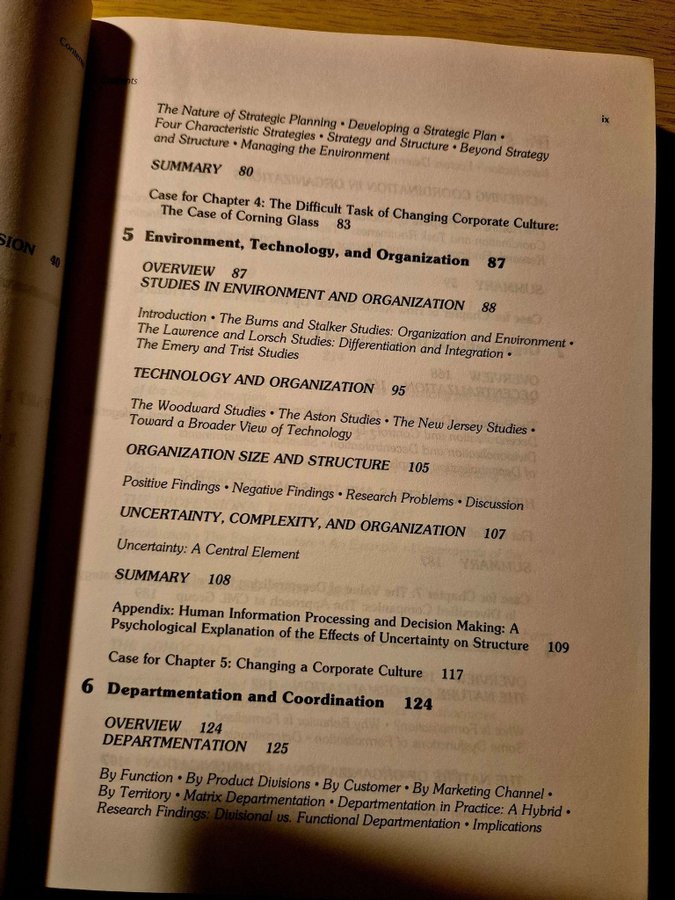 Contents
ix
The Nature of Strategic Planning • Developing a Strategic Plan •
Four Characteristic Strategies • Strategy and Structure • Beyond Strategy
and Structure • Managing the Environment
SUMMARY 80
Case for Chapter 4: The Difficult Task of Changing Corporate Culture:
The Case of Corning Glass 83
5 Environment, Technology, and Organization 87
OVERVIEW 87
STUDIES IN ENVIRONMENT AND ORGANIZATION 88
Introduction • The Burns and Stalker Studies: Organization and Environment •
The Lawrence and Lorsch Studies: Differentiation and Integration •
The Emery and Trist Studies
TECHNOLOGY AND ORGANIZATION 95
The Woodward Studies • The Aston Studies • The New Jersey Studies •
Toward a Broader View of Technology
ORGANIZATION SIZE AND STRUCTURE 105
Positive Findings • Negative Findings • Research Problems • Discussion
UNCERTAINTY, COMPLEXITY, AND ORGANIZATION 107
Uncertainty: A Central Element
SUMMARY 108
Appendix: Human Information Processing and Decision Making: A
Psychological Explanation of the Effects of Uncertainty on Structure 109
Case for Chapter 5: Changing a Corporate Culture 117
6 Departmentation and Coordination 124
OVERVIEW 124
DEPARTMENTATION 125
By Function • By Product Divisions • By Customer • By Marketing Channel •
By Territory • Matrix Departmentation • Departmentation in Practice: A Hybrid •
Research Findings: Divisional vs. Functional Departmentation • Implications